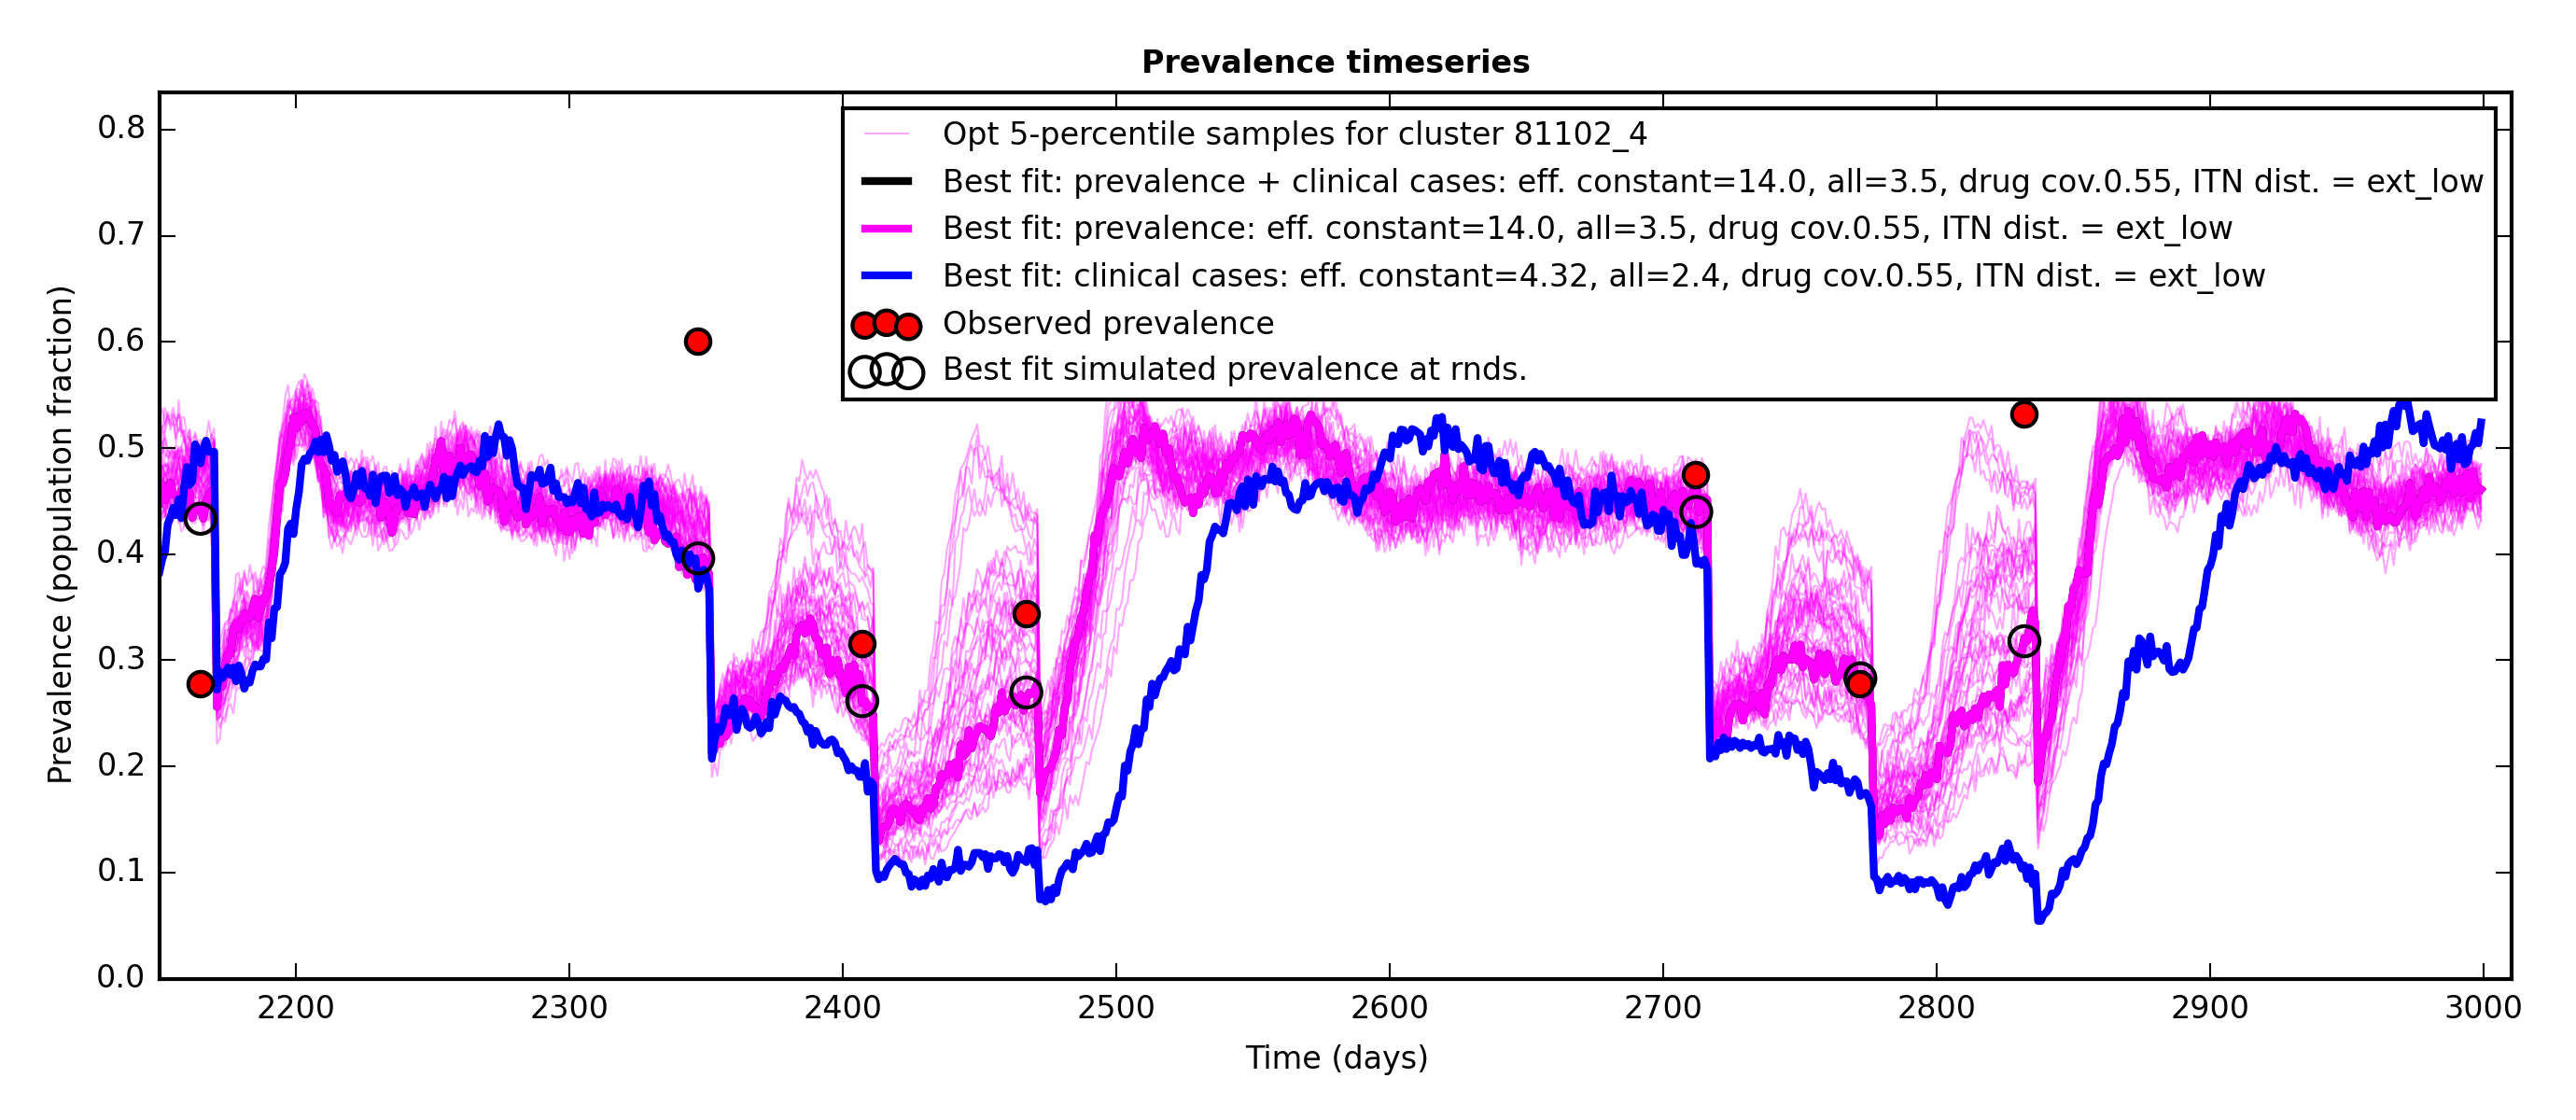 Prevalence timeseries
Opt 5-percentile samples for cluster 81102_4
Best fit: prevalence + clinical cases: eff. constant=14.0, all=3.5, drug cov.0.55, ITN dist. = ext_low
Best fit: prevalence: eff. constant=14.0, all=3.5, drug cov.0.55, ITN dist. = ext_low
Best fit: clinical cases: eff. constant=4.32, all=2.4, drug cov.0.55, ITN dist. = ext_low
Observed prevalence
Best fit simulated prevalence at rnds.
Prevalence (population fraction)
0.8
0.7
0.6
0.5
0.4
0.3
0.2
0.1
0.0
2200 2300 2400 2500 2600 2700 2800 2900 3000
Time (days)